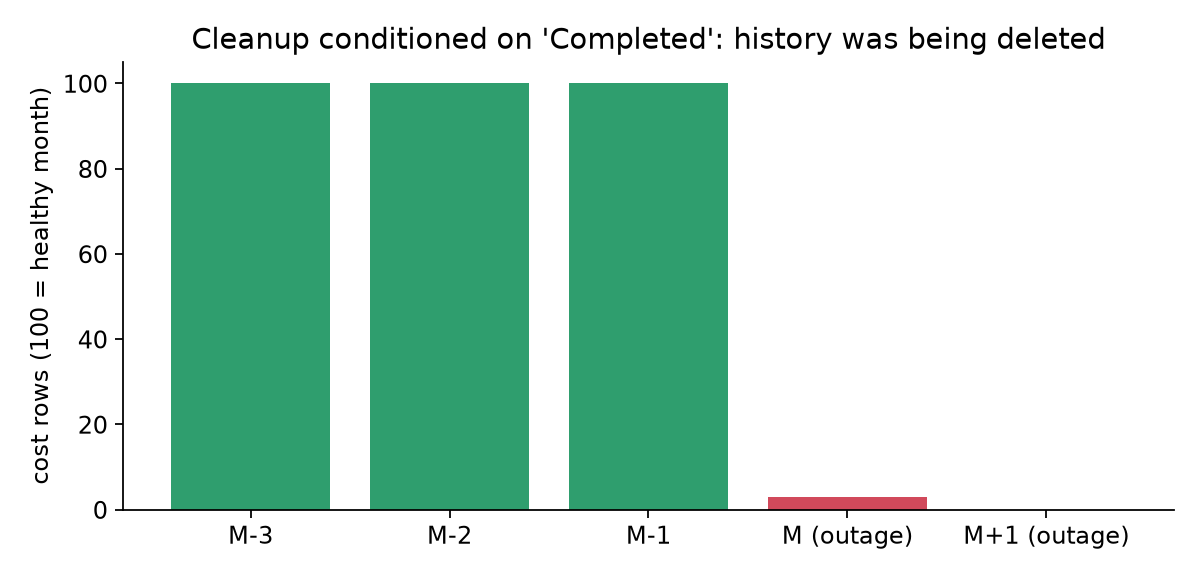 Cleanup conditioned on 'Completed': history was being deleted
cost rows (100 = healthy month)
100
80
60
40
20
0
M-3
M-2
M-1
M (outage)
M+1 (outage)